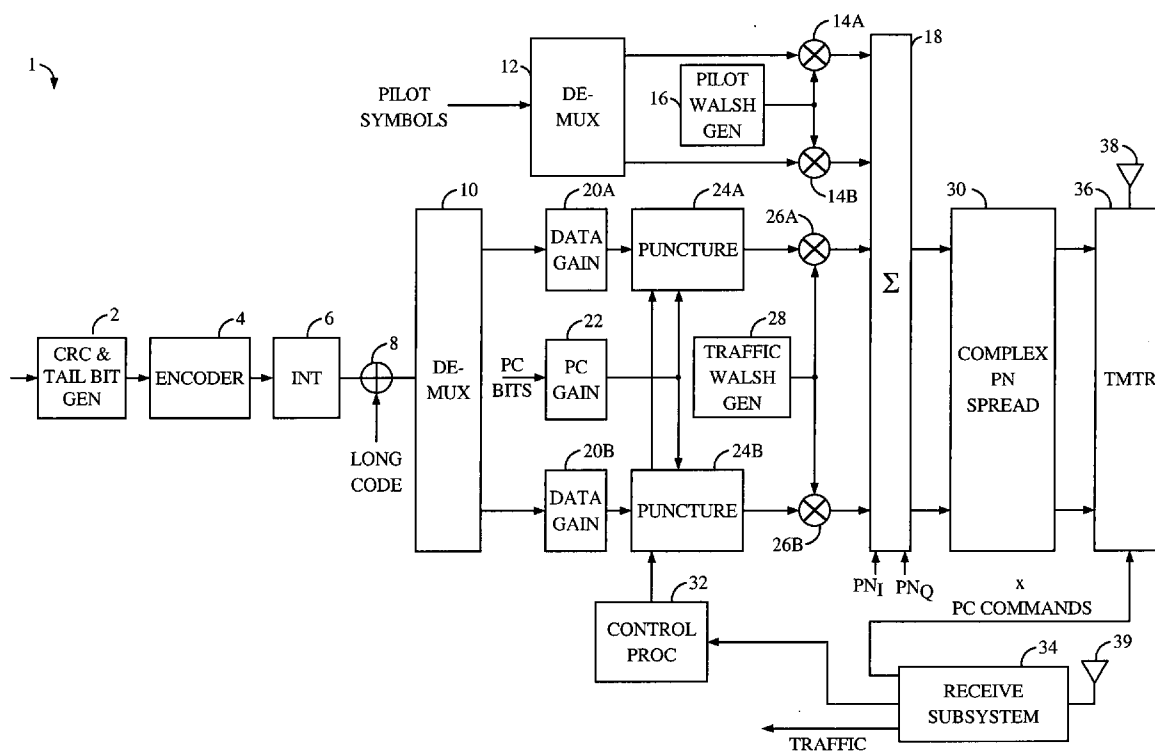 1
14A
18
12
PILOT
SYMBOLS
DE-
MUX
16
PILOT
WALSH
GEN
14B
38
10
20A
24A
26A
30
36
DATA
GAIN
PUNCTURE
Σ
2
4
6
8
22
28
CRC &
TAIL BIT
GEN
ENCODER
INT
DE-
MUX
PC
BITS
PC
GAIN
TRAFFIC
WALSH
GEN
COMPLEX
PN
SPREAD
TMTR
LONG
CODE
20B
24B
DATA
GAIN
PUNCTURE
26B
PNI
PNQ
x
PC COMMANDS
32
CONTROL
PROC
34
39
RECEIVE
SUBSYSTEM
TRAFFIC